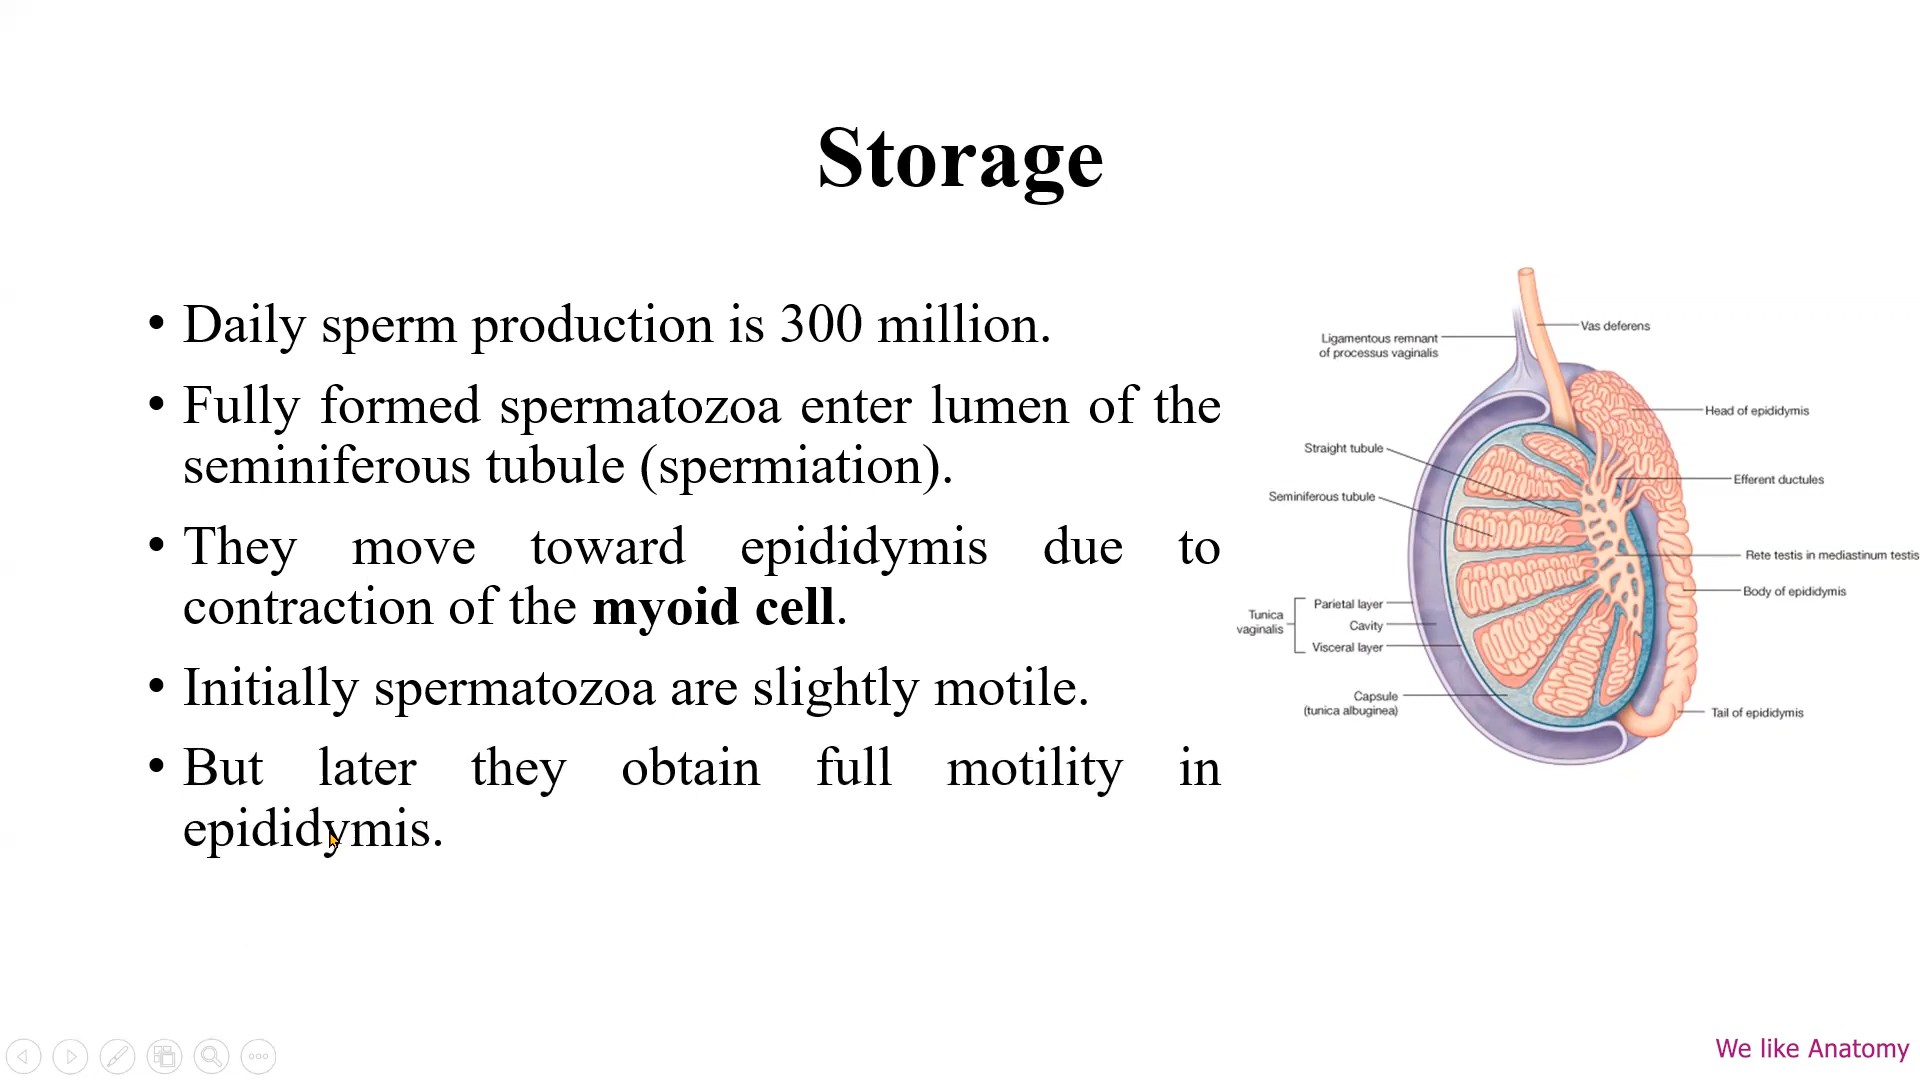 Storage
• Daily sperm production is 300 million.
• Fully formed spermatozoa enter lumen of the
seminiferous tubule (spermiation).
• They move toward epididymis due to
contraction of the myoid cell.
• Initially spermatozoa are slightly motile.
• But later they obtain full motility in
epididymis.
Vas deferens
Ligamentous remnant
of processus vaginalis
Head of epididymis
Straight tubule
Efferent ductules
Seminiferous tubule
Rete testis in mediastinum testis
Body of epididymis
Tunica
vaginalis
Parietal layer
Cavity
Visceral layer
Capsule
(tunica albuginea)
Tail of epididymis
We like Anatomy